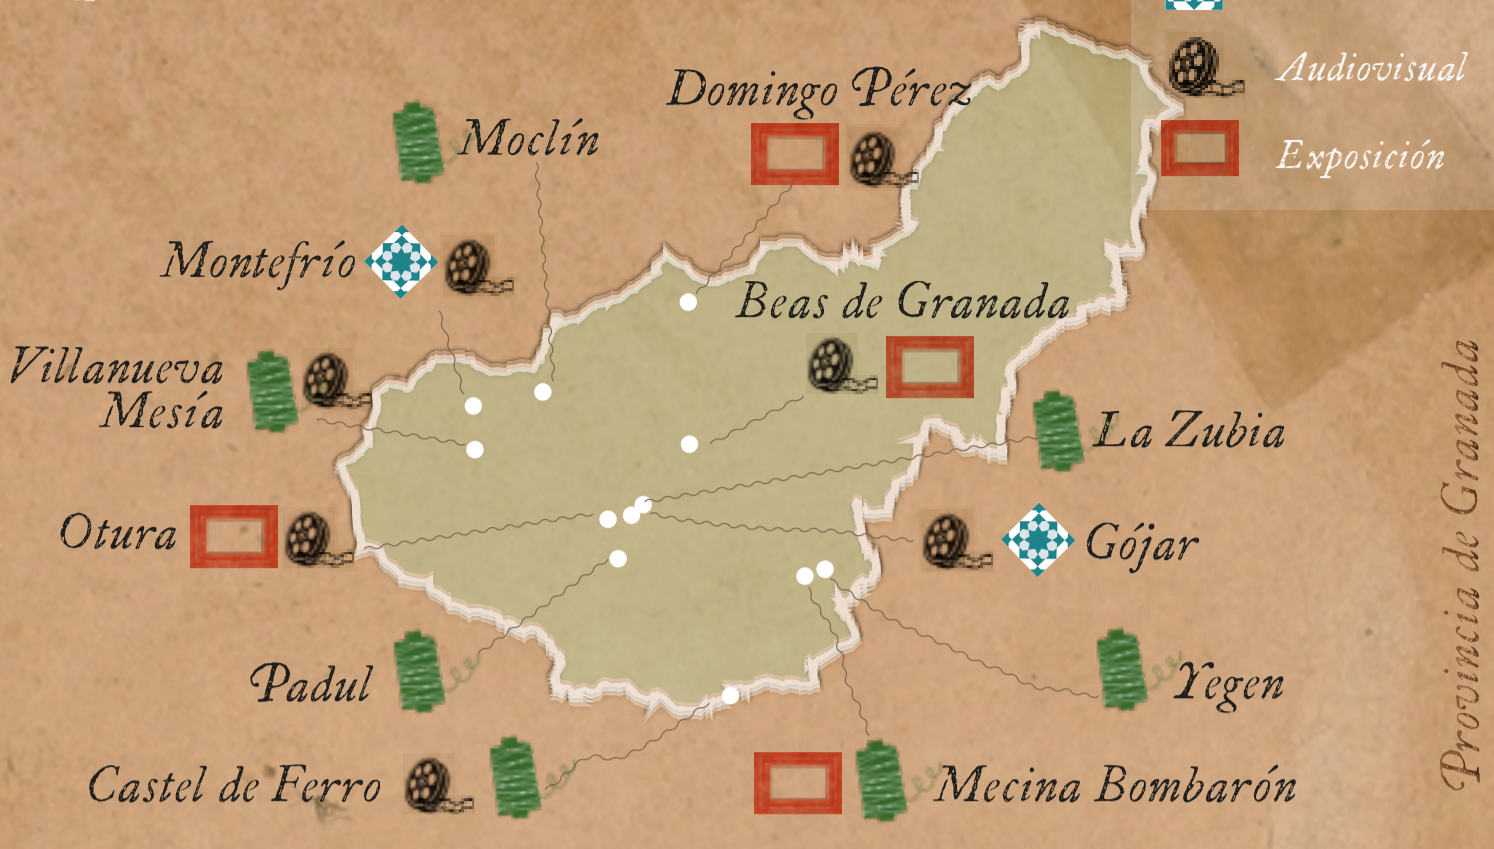 Audiovisual
Domingo Pérez
Moclín
Exposición
Montefrío
Beas de Granada
Villanueva
Mesía
La Zubia
Otura
Gójar
Padul
Yegen
Castel de Ferro
Mecina Bombarón
Provincia de Granada